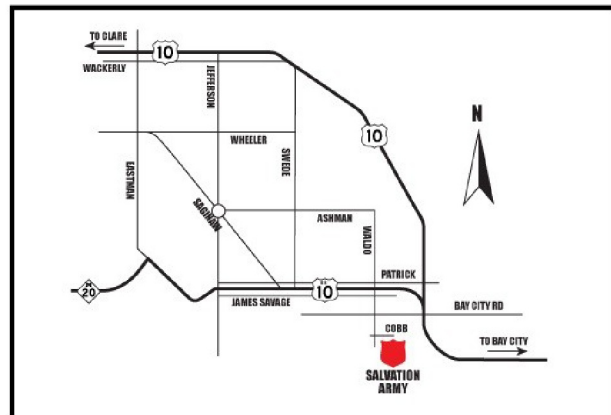 TO CLARE
10
WACKERLY
JEFFERSON
N
10
WHEELER
EASTMAN
SWEDE
SAGINAW
ASHMAN
WALDO
PATRICK
M
20
10
JAMES SAVAGE
BAY CITY RD
COBB
TO BAY CITY
SALVATION
ARMY